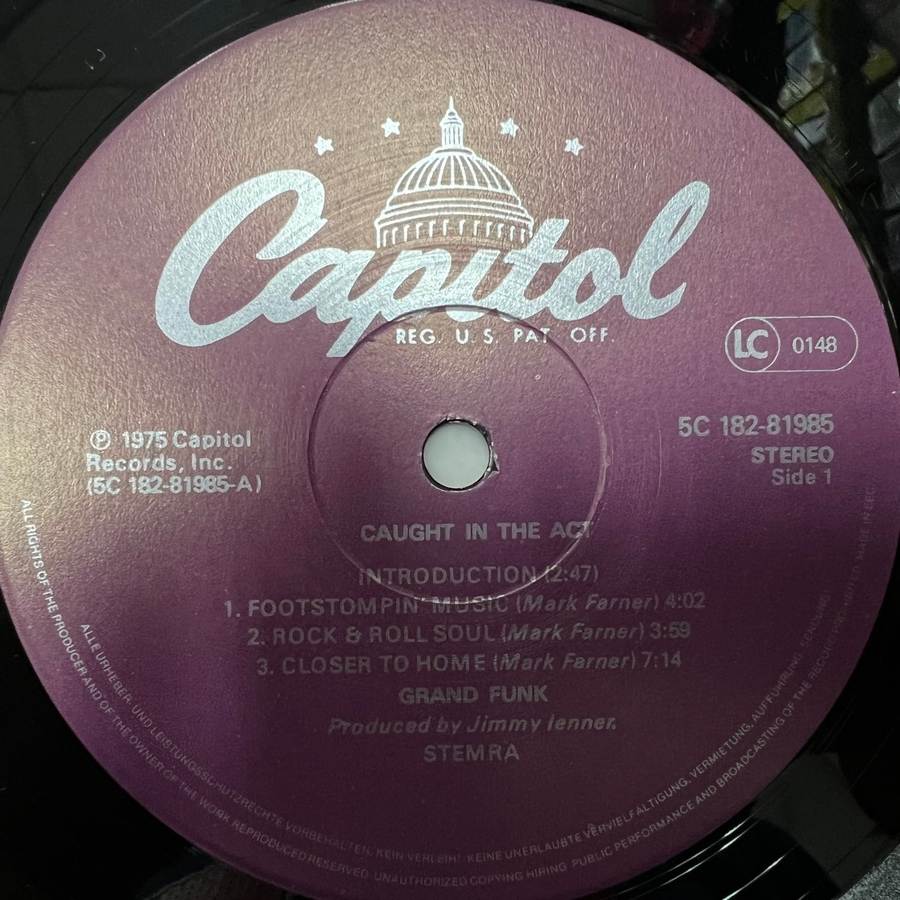 Capitol
REG. U.S. PAT. OFF.
LC 0148
℗ 1975 Capitol
Records, Inc.
(5C 182-81985-A)
5C 182-81985
STEREO
Side 1
CAUGHT IN THE ACT
INTRODUCTION (2:47)
1. FOOTSTOMPIN' MUSIC (Mark Farner) 4:02
2. ROCK & ROLL SOUL (Mark Farner) 3:59
3. CLOSER TO HOME (Mark Farner) 7:14
GRAND FUNK
Produced by Jimmy Ienner.
STEMRA
ALLE URHEBER- UND LEISTUNGSSCHUTZRECHTE VORBEHALTEN. KEIN VERLEIH! KEINE UNERLAUBTE VERVIELFÄLTIGUNG, VERMIETUNG, AUFFÜHRUNG,
ALL RIGHTS OF THE PRODUCER AND OF THE OWNER OF THE WORK REPRODUCED RESERVED. UNAUTHORIZED COPYING HIRING PUBLIC PERFORMANCE AND BROADCASTING OF THE RECORD PROHIBITED. MADE IN EEC